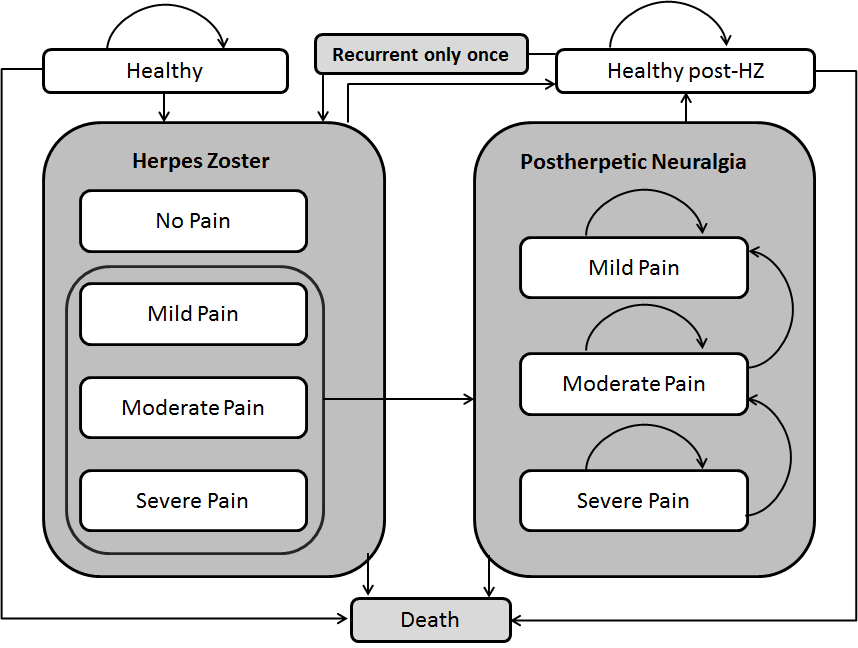 Recurrent only once
Healthy
Healthy post-HZ
Herpes Zoster
No Pain
Mild Pain
Moderate Pain
Severe Pain
Postherpetic Neuralgia
Mild Pain
Moderate Pain
Severe Pain
Death